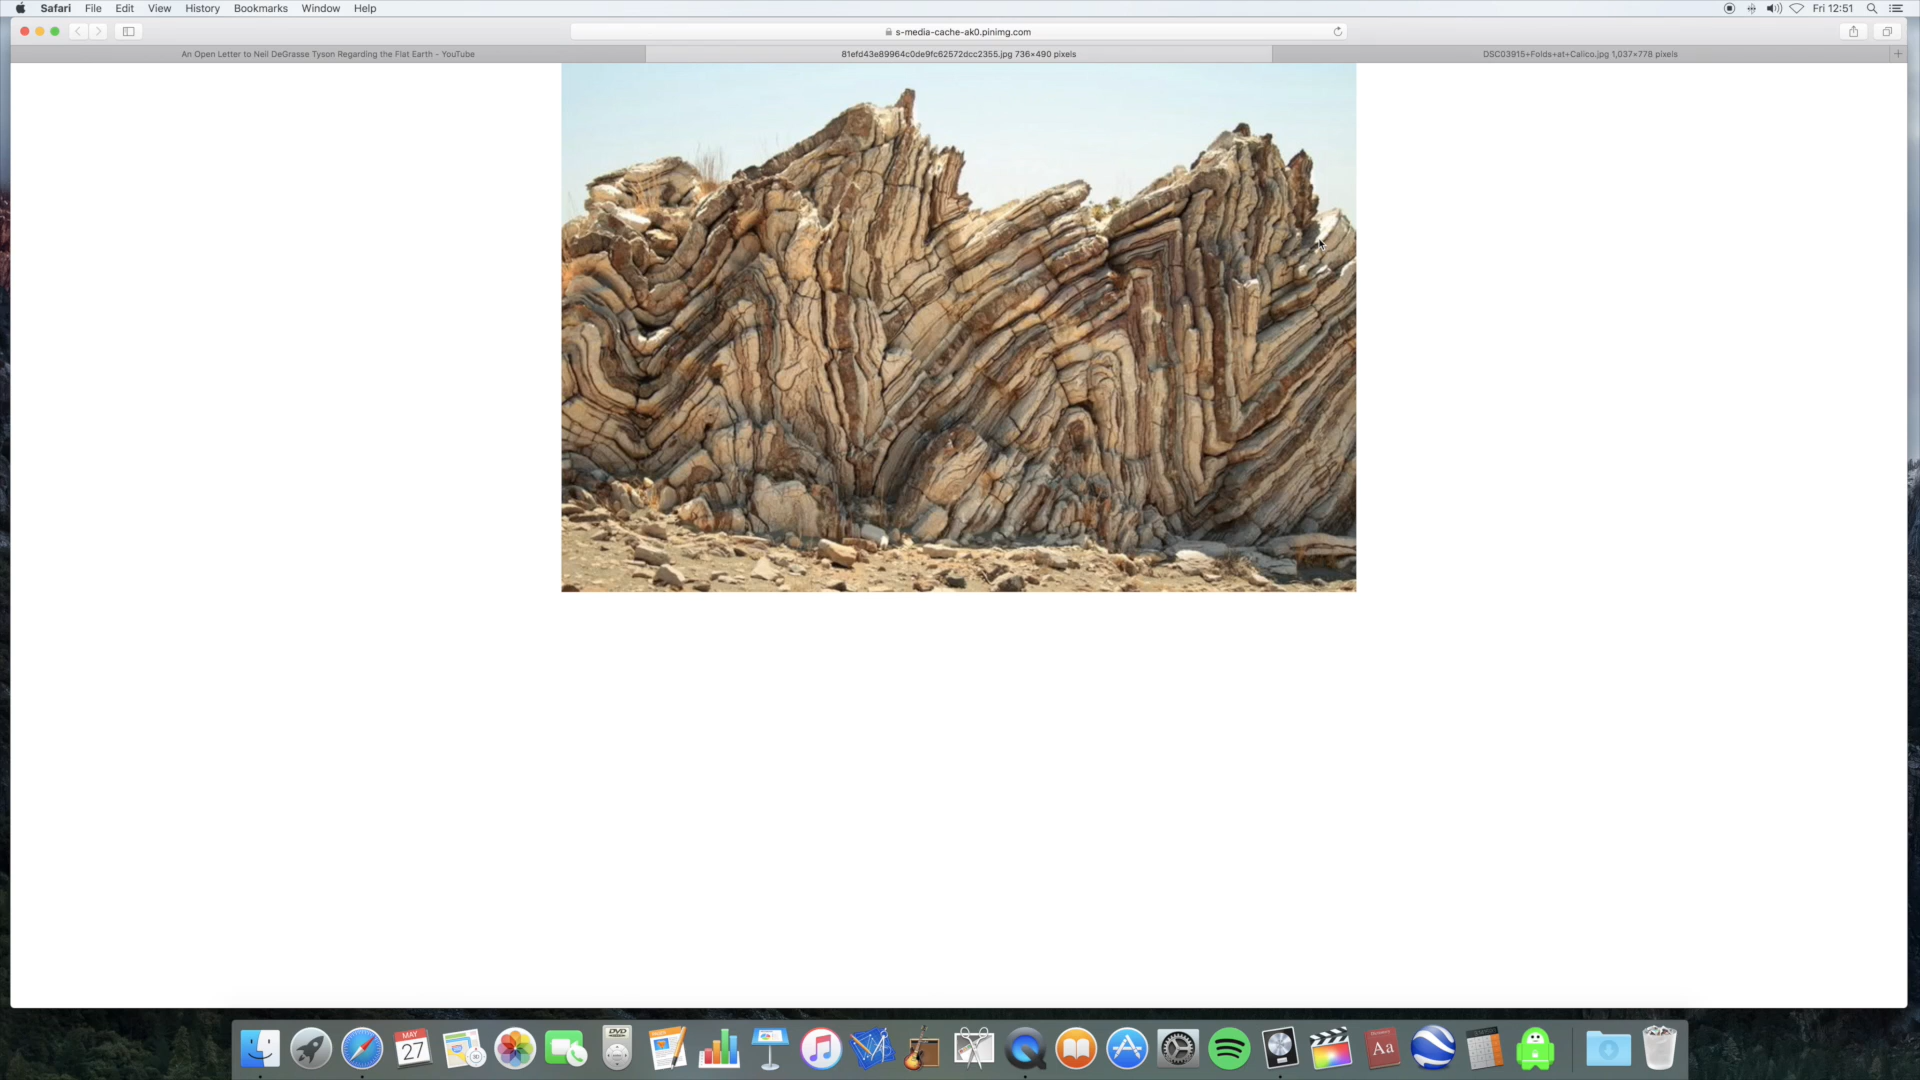 Safari File Edit View History Bookmarks Window Help Fri 12:51
s-media-cache-ak0.pinimg.com
An Open Letter to Neil DeGrasse Tyson Regarding the Flat Earth - YouTube
81efd43e89964c0de9fc62572dcc2355.jpg 736×490 pixels
DSC03915+Folds+at+Calico.jpg 1,037×778 pixels
MAY
27
DVD
Aa